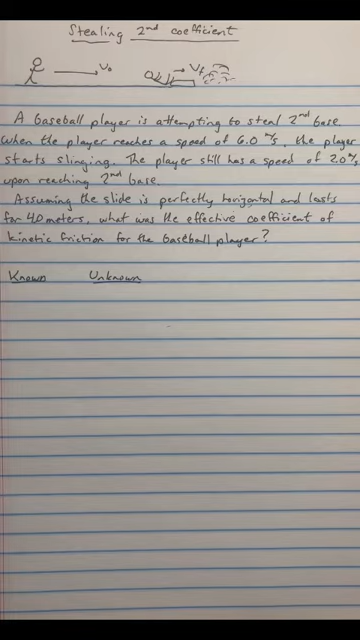 Stealing 2nd coefficient
V₀ V_f
A baseball player is attempting to steal 2nd base
when the player reaches a speed of 6.0 m/s, the player
starts slinging. The player still has a speed of 2.0 m/s
upon reaching 2nd base.
Assuming the slide is perfectly horizontal and lasts
for 4.0 meters, what was the effective coefficient of
kinetic friction for the baseball player?
Known Unknown